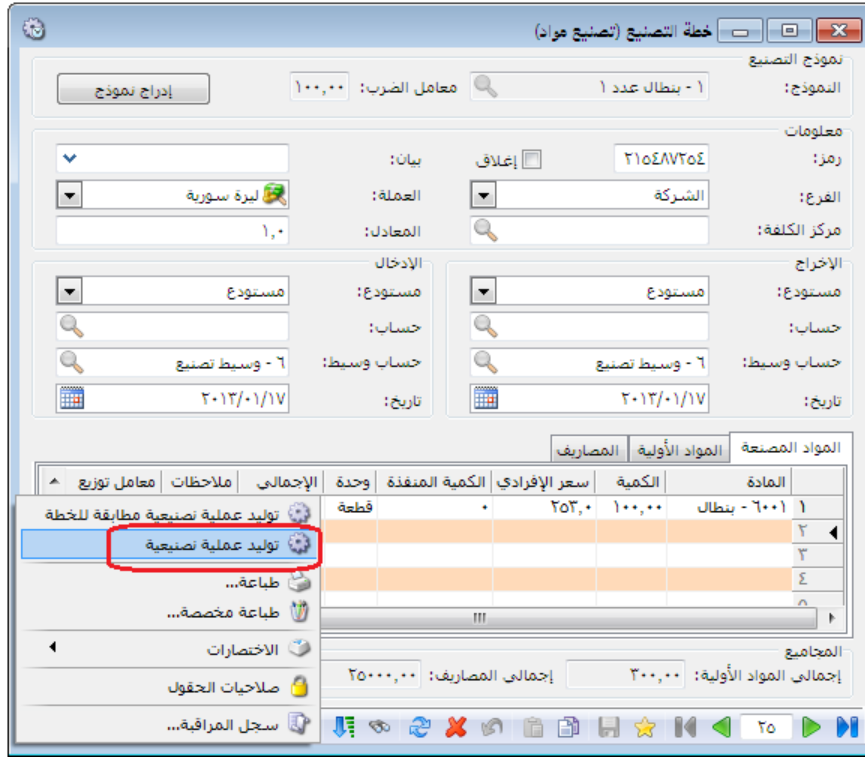 خطة التصنيع (تصنيع مواد)
نموذج التصنيع
النموذج: ١ - بنطال عدد ١ معامل الضرب: ١٠٠,٠٠ إدراج نموذج
معلومات
رمز: ٢١٥٤٨٧٢٥٤ إغلاق بيان:
الفرع: الشركة العملة: ليرة سورية
مركز الكلفة: المعادل: ١,٠
الإخراج الإدخال
مستودع: مستودع مستودع: مستودع
حساب: حساب:
حساب وسيط: ٦ - وسيط تصنيع حساب وسيط: ٦ - وسيط تصنيع
تاريخ: ٢٠١٣/٠١/١٧ تاريخ: ٢٠١٣/٠١/١٧
المواد المصنعة المواد الأولية المصاريف
المادة الكمية سعر الإفرادي الكمية المنفذة وحدة الإجمالي ملاحظات معامل توزيع
١ ٦٠٠١ - بنطال ١٠٠,٠٠ ٢٥٣,٠ ٠ قطعة
٢
٣
٤
٥
توليد عملية تصنيعية مطابقة للخطة
توليد عملية تصنيعية
طباعة...
طباعة مخصصة...
الاختصارات
صلاحيات الحقول
سجل المراقبة...
المجاميع
إجمالي المواد الأولية: ٣٠٠,٠٠ إجمالي المصاريف: ٢٥٠٠٠,٠٠
٢٥